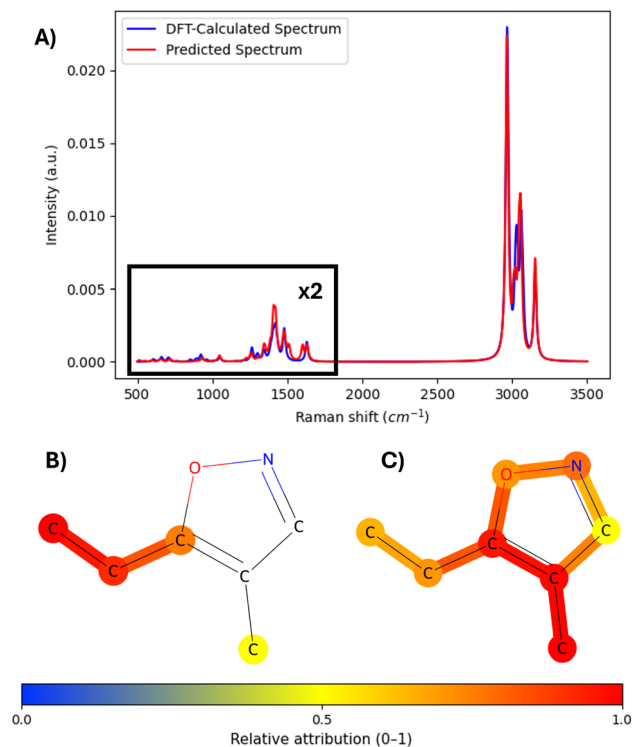 A)
DFT-Calculated Spectrum
Predicted Spectrum
x2
Intensity (a.u.)
0.020
0.015
0.010
0.005
0.000
500 1000 1500 2000 2500 3000 3500
Raman shift (cm⁻¹)
B)
O N
C
C C
C
C
C
C)
O N
C
C C
C
C
C
0.0 0.5 1.0
Relative attribution (0–1)